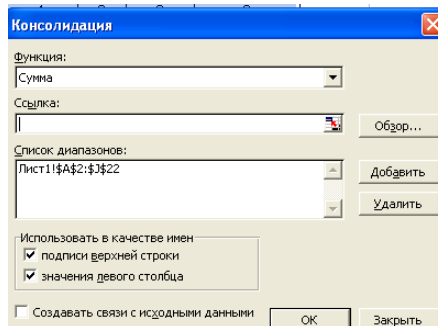 Консолидация
Функция:
Сумма
Ссылка:
Обзор...
Список диапазонов:
Лист1!$A$2:$J$22
Добавить
Удалить
Использовать в качестве имен
подписи верхней строки
значения левого столбца
Создавать связи с исходными данными
ОК
Закрыть